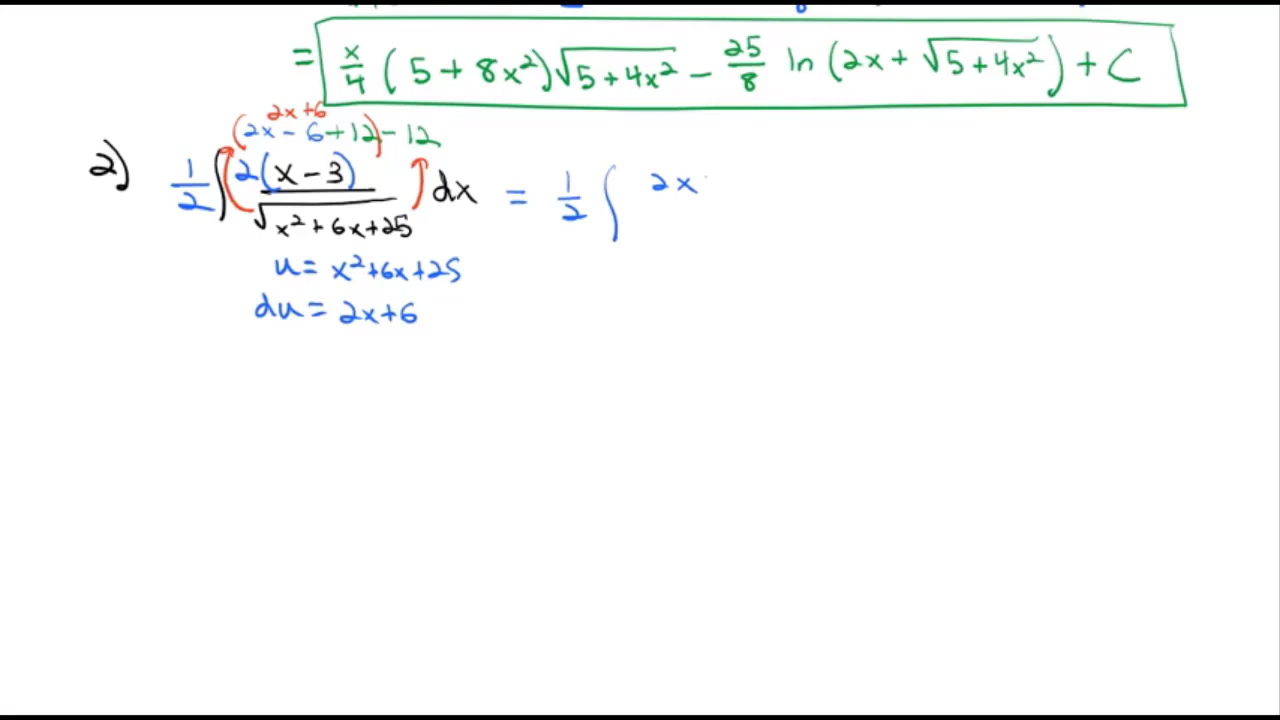 = x/4 ( 5 + 8x²)√(5+4x²) − 25/8 ln (2x + √(5+4x²) ) + C
2x+6
(2x − 6 +12) − 12
2) 1/2 ∫ 2(x − 3) / √(x² + 6x + 25) dx = 1/2 ∫ 2x
u = x²+6x+25
du = 2x+6